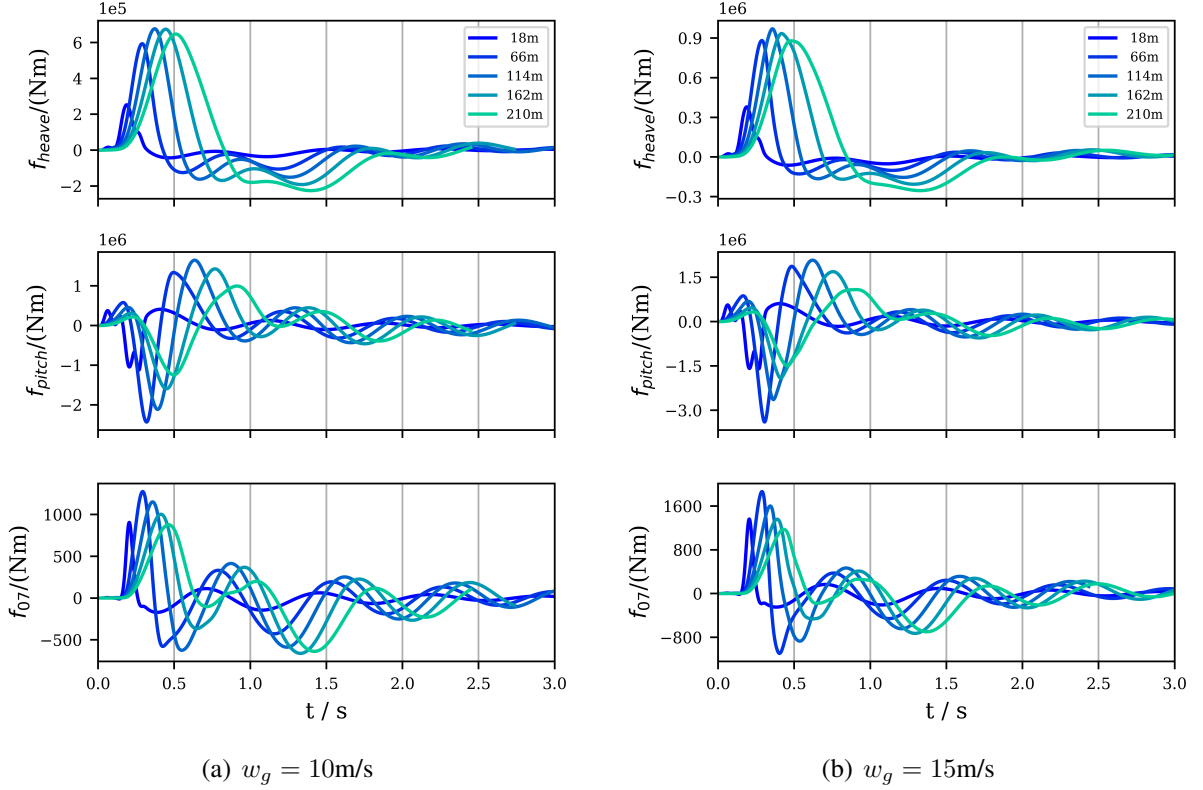 1e5
6
4
2
0
−2
f_heave/(Nm)
18m
66m
114m
162m
210m
1e6
1
0
−1
−2
f_pitch/(Nm)
1000
500
0
−500
f_07/(Nm)
0.0 0.5 1.0 1.5 2.0 2.5 3.0
t / s
(a) w_g = 10m/s
1e6
0.9
0.6
0.3
0.0
−0.3
f_heave/(Nm)
18m
66m
114m
162m
210m
1e6
1.5
0.0
−1.5
−3.0
f_pitch/(Nm)
1600
800
0
−800
f_07/(Nm)
0.0 0.5 1.0 1.5 2.0 2.5 3.0
t / s
(b) w_g = 15m/s